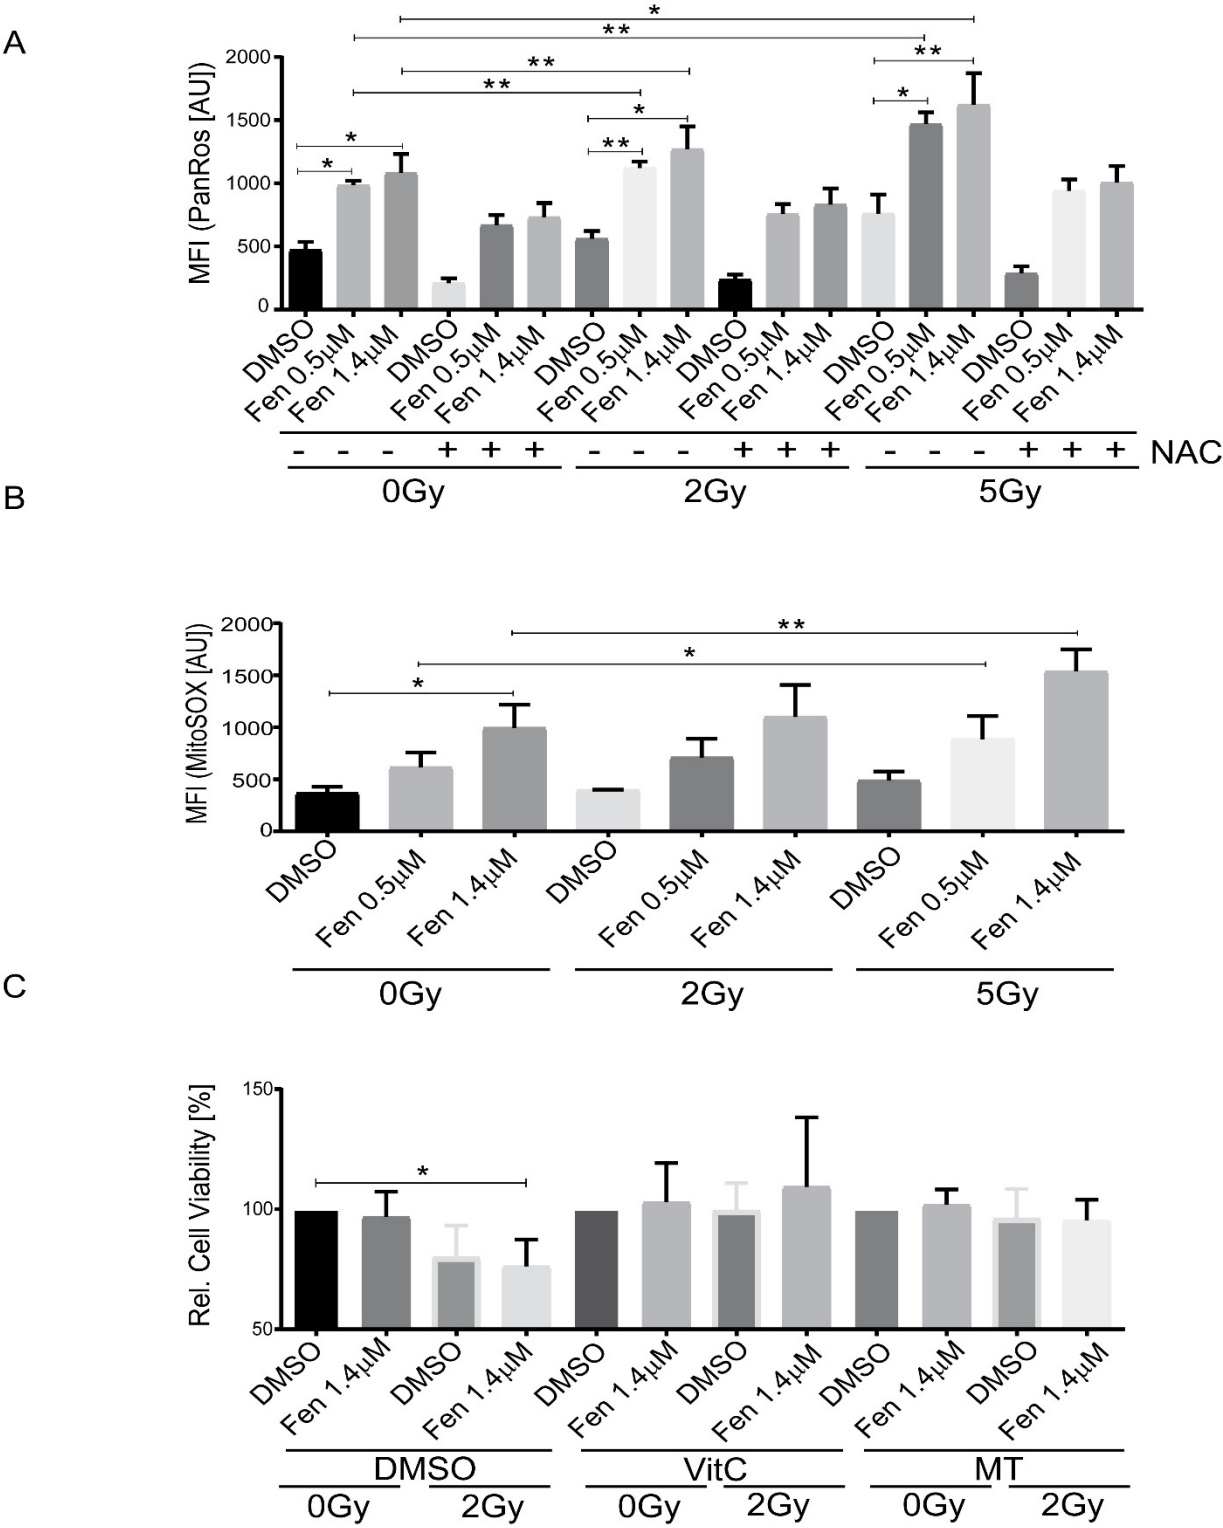 A
MFI (PanRos [AU])
2000
1500
1000
500
0
*
**
**
**
**
*
*
*
**
*
*
DMSO Fen 0.5µM Fen 1.4µM DMSO Fen 0.5µM Fen 1.4µM DMSO Fen 0.5µM Fen 1.4µM DMSO Fen 0.5µM Fen 1.4µM DMSO Fen 0.5µM Fen 1.4µM DMSO Fen 0.5µM Fen 1.4µM
- - - + + + - - - + + + - - - + + + NAC
0Gy 2Gy 5Gy
B
MFI (MitoSOX [AU])
2000
1500
1000
500
0
**
*
*
DMSO Fen 0.5µM Fen 1.4µM DMSO Fen 0.5µM Fen 1.4µM DMSO Fen 0.5µM Fen 1.4µM
0Gy 2Gy 5Gy
C
Rel. Cell Viability [%]
150
100
50
*
DMSO Fen 1.4µM DMSO Fen 1.4µM DMSO Fen 1.4µM DMSO Fen 1.4µM DMSO Fen 1.4µM DMSO Fen 1.4µM
DMSO VitC MT
0Gy 2Gy 0Gy 2Gy 0Gy 2Gy